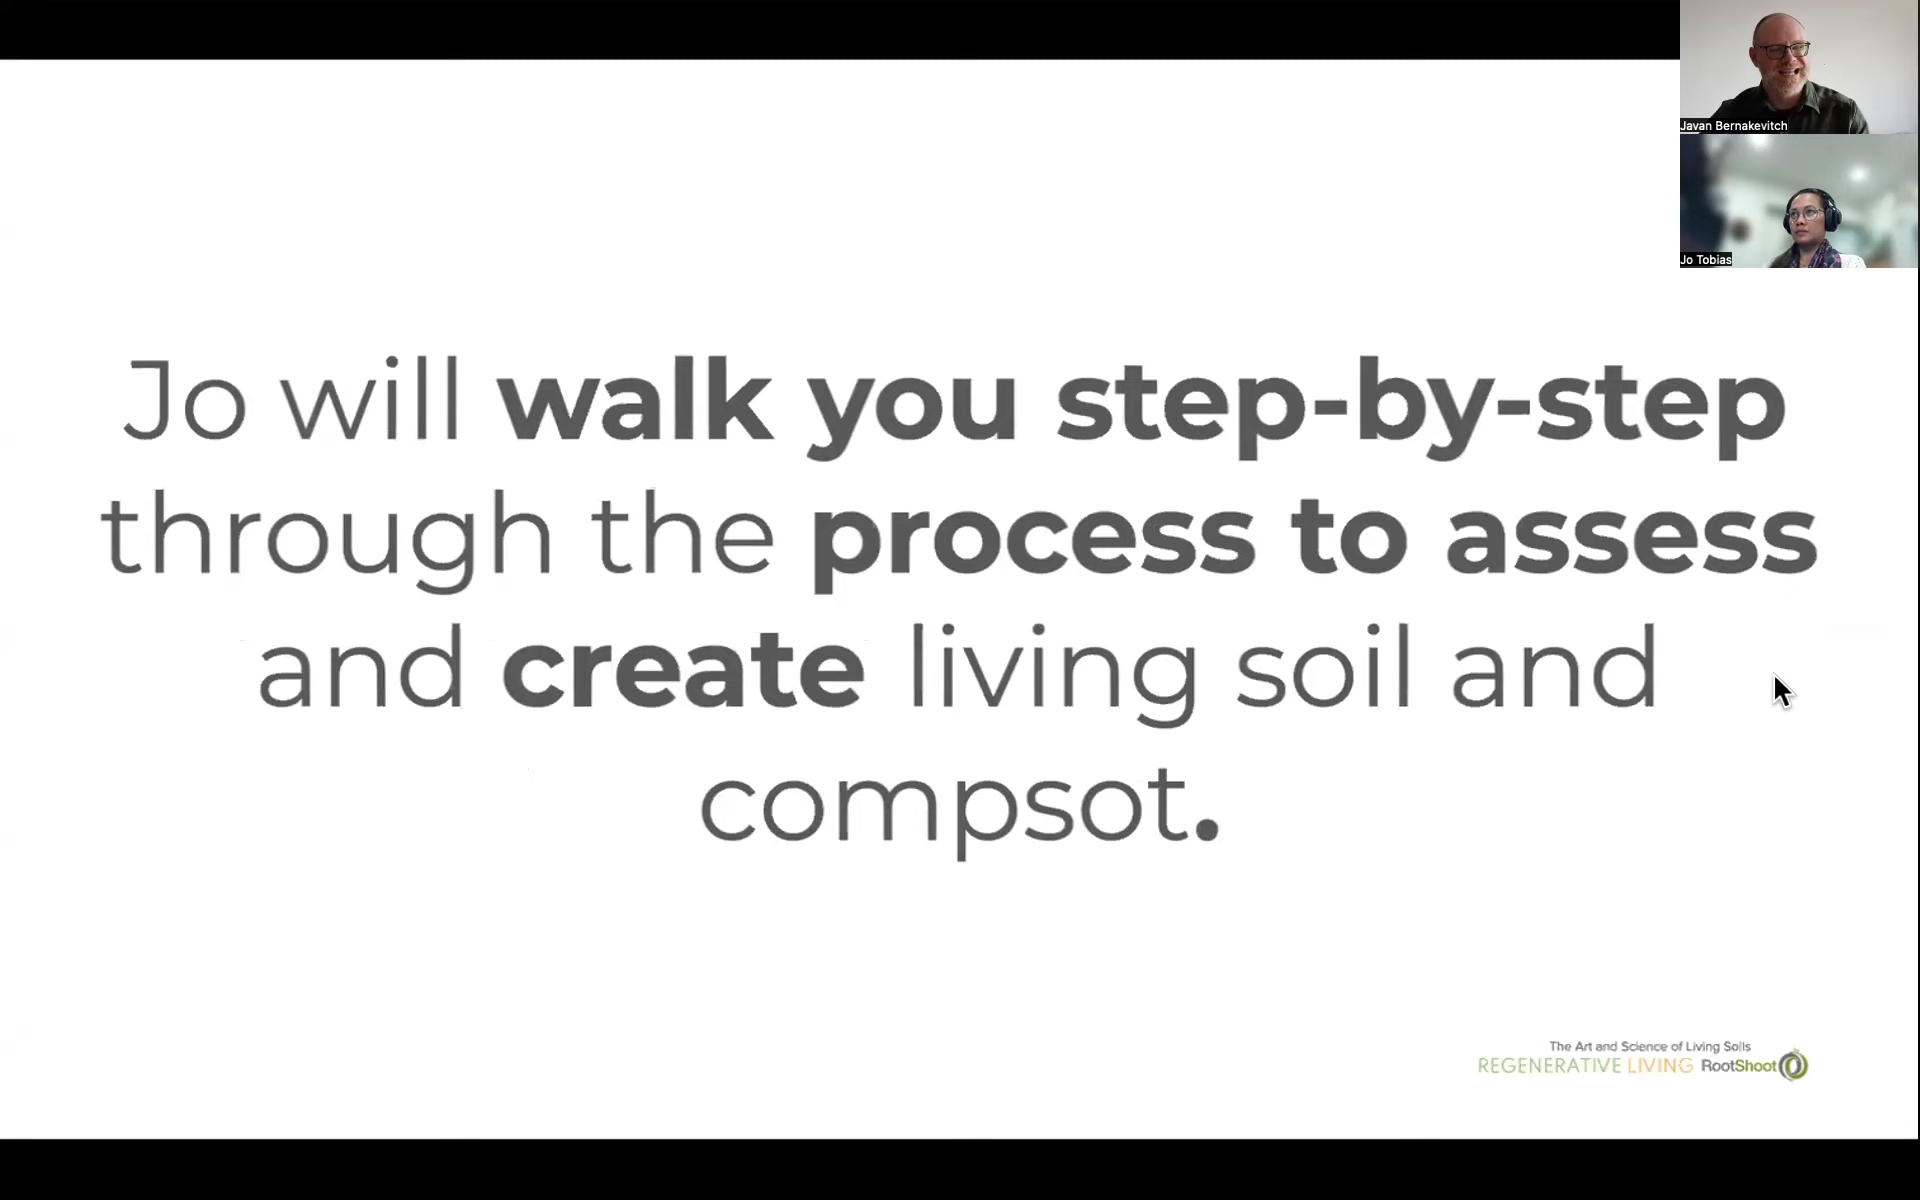 Javan Bernakevitch
Jo Tobias
Jo will walk you step-by-step
through the process to assess
and create living soil and
compsot.
The Art and Science of Living Soils
REGENERATIVE LIVING RootShoot